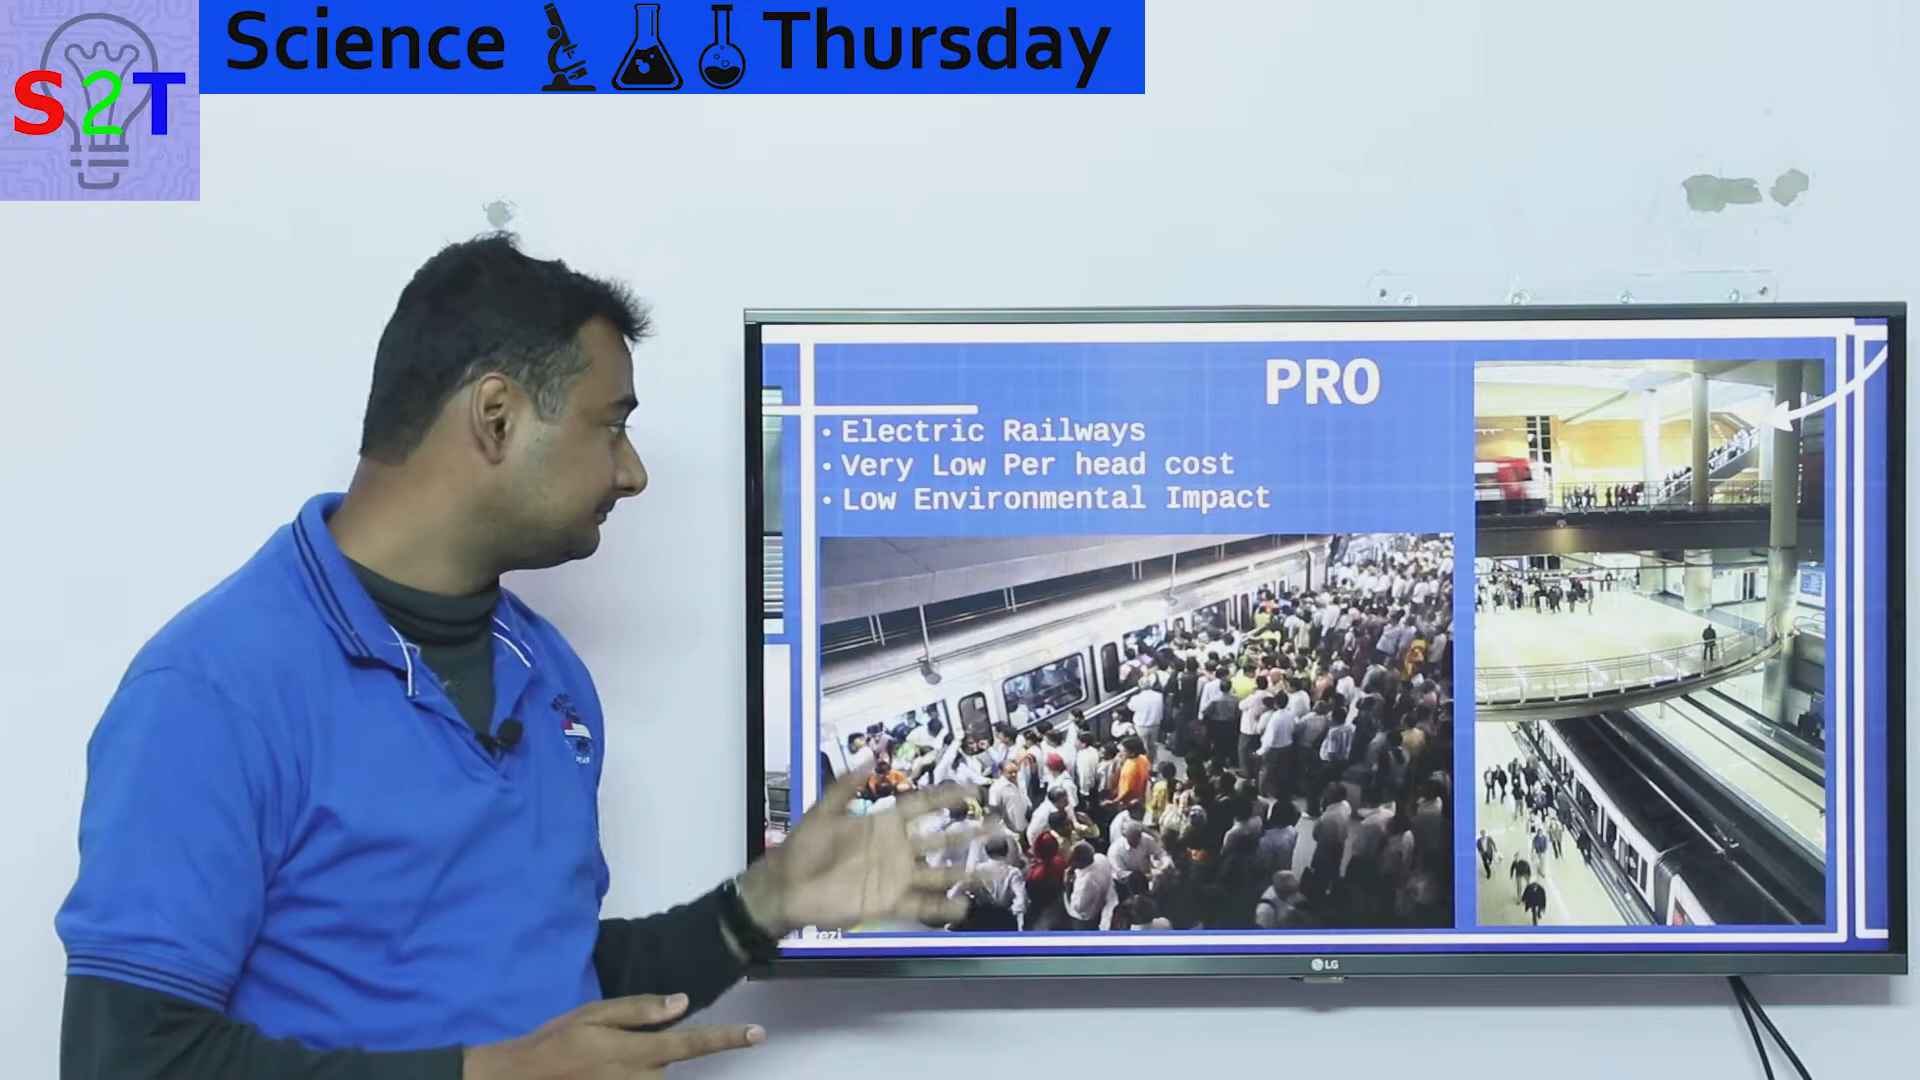 Science Thursday
S2T
PRO
• Electric Railways
• Very Low Per head cost
• Low Environmental Impact
LG